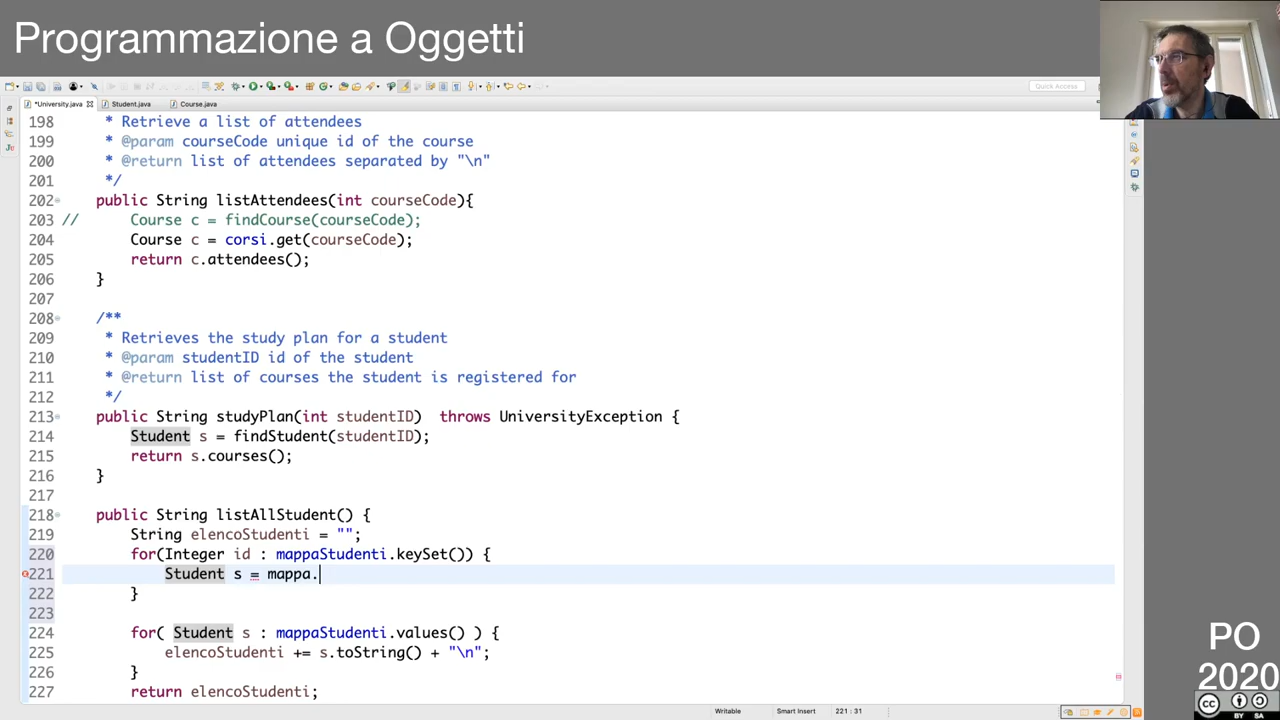 Programmazione a Oggetti
Quick Access
*University.java
Student.java
Course.java
198 * Retrieve a list of attendees
199 * @param courseCode unique id of the course
200 * @return list of attendees separated by "\n"
201 */
202 public String listAttendees(int courseCode){
203 // Course c = findCourse(courseCode);
204 Course c = corsi.get(courseCode);
205 return c.attendees();
206 }
207
208 /**
209 * Retrieves the study plan for a student
210 * @param studentID id of the student
211 * @return list of courses the student is registered for
212 */
213 public String studyPlan(int studentID) throws UniversityException {
214 Student s = findStudent(studentID);
215 return s.courses();
216 }
217
218 public String listAllStudent() {
219 String elencoStudenti = "";
220 for(Integer id : mappaStudenti.keySet()) {
221 Student s = mappa.
222 }
223
224 for( Student s : mappaStudenti.values() ) {
225 elencoStudenti += s.toString() + "\n";
226 }
227 return elencoStudenti;
Writable
Smart Insert
221 : 31
PO
2020
CC
BY SA